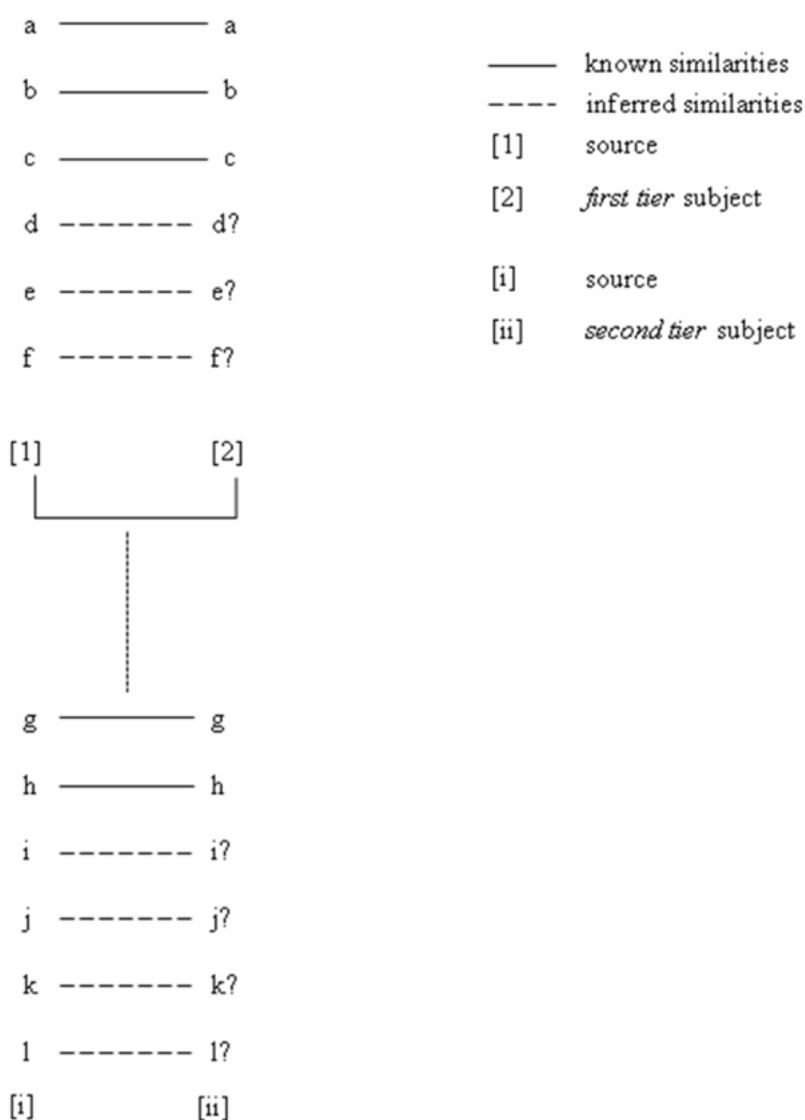 a a
b b
c c
d d?
e e?
f f?
[1] [2]
g g
h h
i i?
j j?
k k?
l l?
[i] [ii]
known similarities
inferred similarities
[1] source
[2] first tier subject
[i] source
[ii] second tier subject